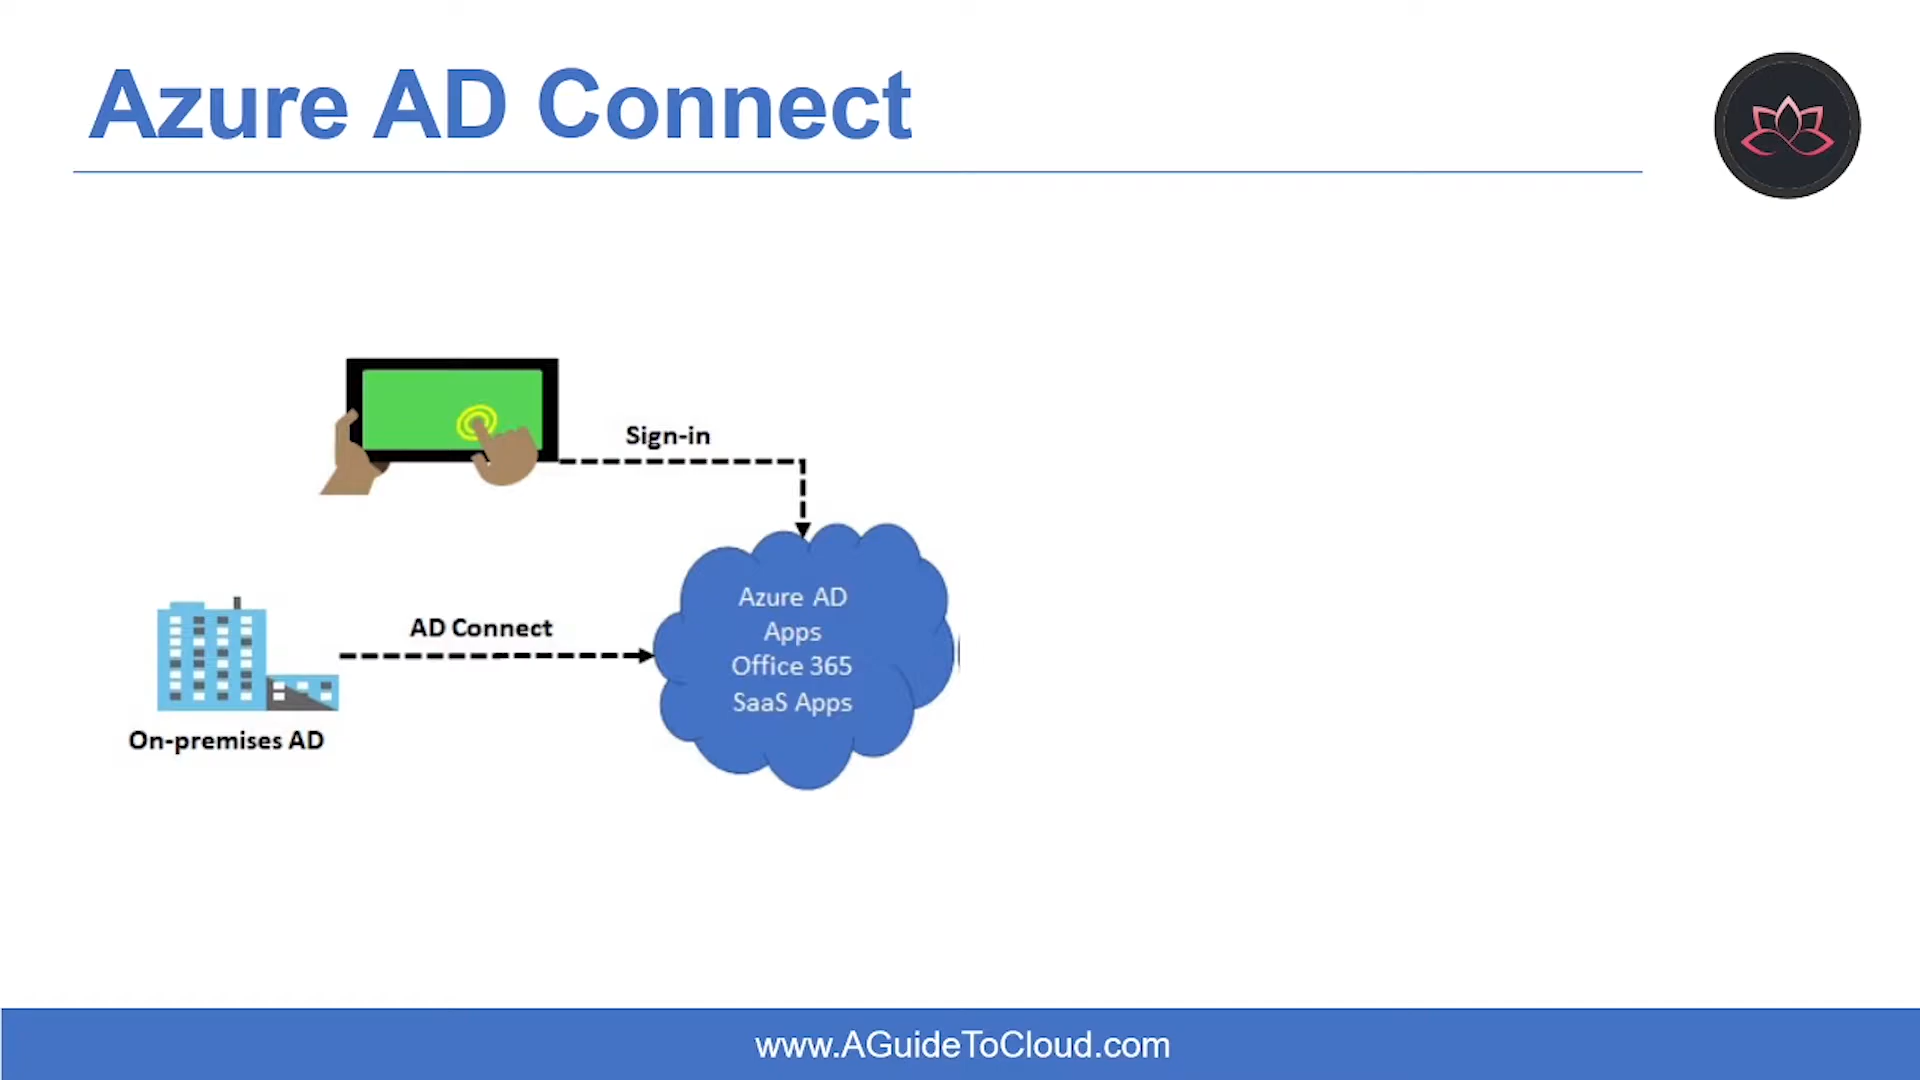 Azure AD Connect
Sign-in
Azure AD
Apps
Office 365
SaaS Apps
AD Connect
On-premises AD
www.AGuideToCloud.com